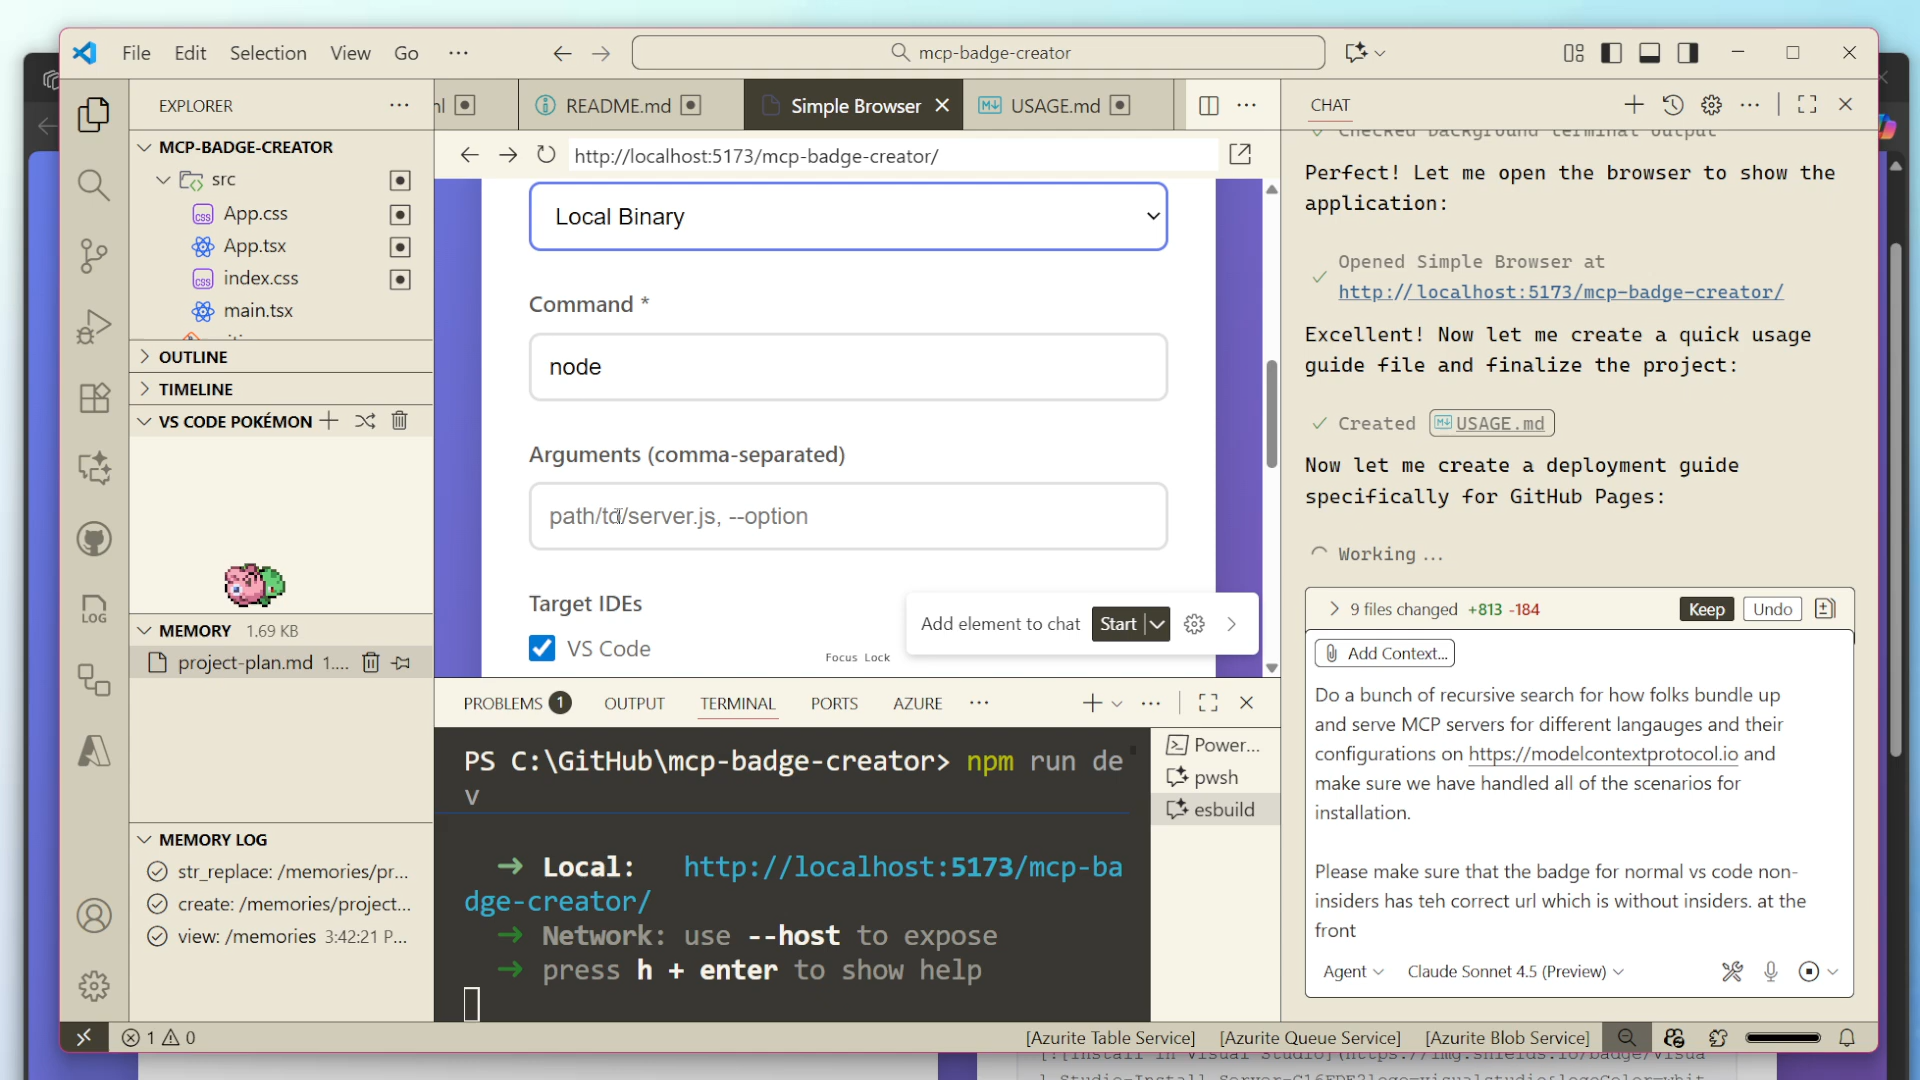 File Edit Selection View Go ···
mcp-badge-creator
EXPLORER
MCP-BADGE-CREATOR
src
App.css
App.tsx
index.css
main.tsx
OUTLINE
TIMELINE
VS CODE POKÉMON
MEMORY 1.69 KB
project-plan.md 1....
MEMORY LOG
str_replace: /memories/pr...
create: /memories/project...
view: /memories 3:42:21 P...
README.md
Simple Browser
USAGE.md
http://localhost:5173/mcp-badge-creator/
Local Binary
Command *
node
Arguments (comma-separated)
path/to/server.js, --option
Target IDEs
VS Code
Focus Lock
Add element to chat Start
PROBLEMS 1 OUTPUT TERMINAL PORTS AZURE ···
PS C:\GitHub\mcp-badge-creator> npm run de
v
➜ Local: http://localhost:5173/mcp-ba
dge-creator/
➜ Network: use --host to expose
➜ press h + enter to show help
Power...
pwsh
esbuild
CHAT
Checked background terminal output
Perfect! Let me open the browser to show the
application:
Opened Simple Browser at
http://localhost:5173/mcp-badge-creator/
Excellent! Now let me create a quick usage
guide file and finalize the project:
Created USAGE.md
Now let me create a deployment guide
specifically for GitHub Pages:
Working ...
9 files changed +813 -184 Keep Undo
Add Context...
Do a bunch of recursive search for how folks bundle up
and serve MCP servers for different langauges and their
configurations on https://modelcontextprotocol.io and
make sure we have handled all of the scenarios for
installation.
Please make sure that the badge for normal vs code non-
insiders has teh correct url which is without insiders. at the
front
Agent Claude Sonnet 4.5 (Preview)
1 0
[Azurite Table Service] [Azurite Queue Service] [Azurite Blob Service]